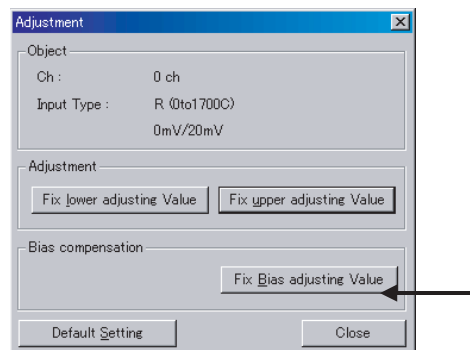 Adjustment
Object
Ch : 0 ch
Input Type : R (0to1700C)
0mV/20mV
Adjustment
Fix lower adjusting Value Fix upper adjusting Value
Bias compensation
Fix Bias adjusting Value
Default Setting Close